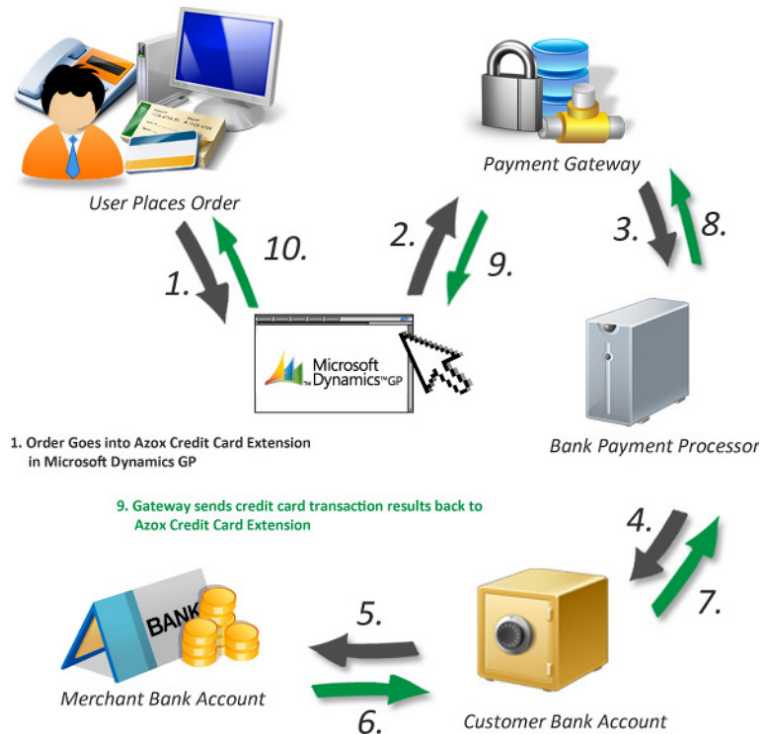 User Places Order
Payment Gateway
1.
10.
2.
9.
3.
8.
Microsoft
Dynamics™GP
1. Order Goes into Azox Credit Card Extension
in Microsoft Dynamics GP
Bank Payment Processor
9. Gateway sends credit card transaction results back to
Azox Credit Card Extension
4.
7.
BANK
5.
6.
Merchant Bank Account
Customer Bank Account